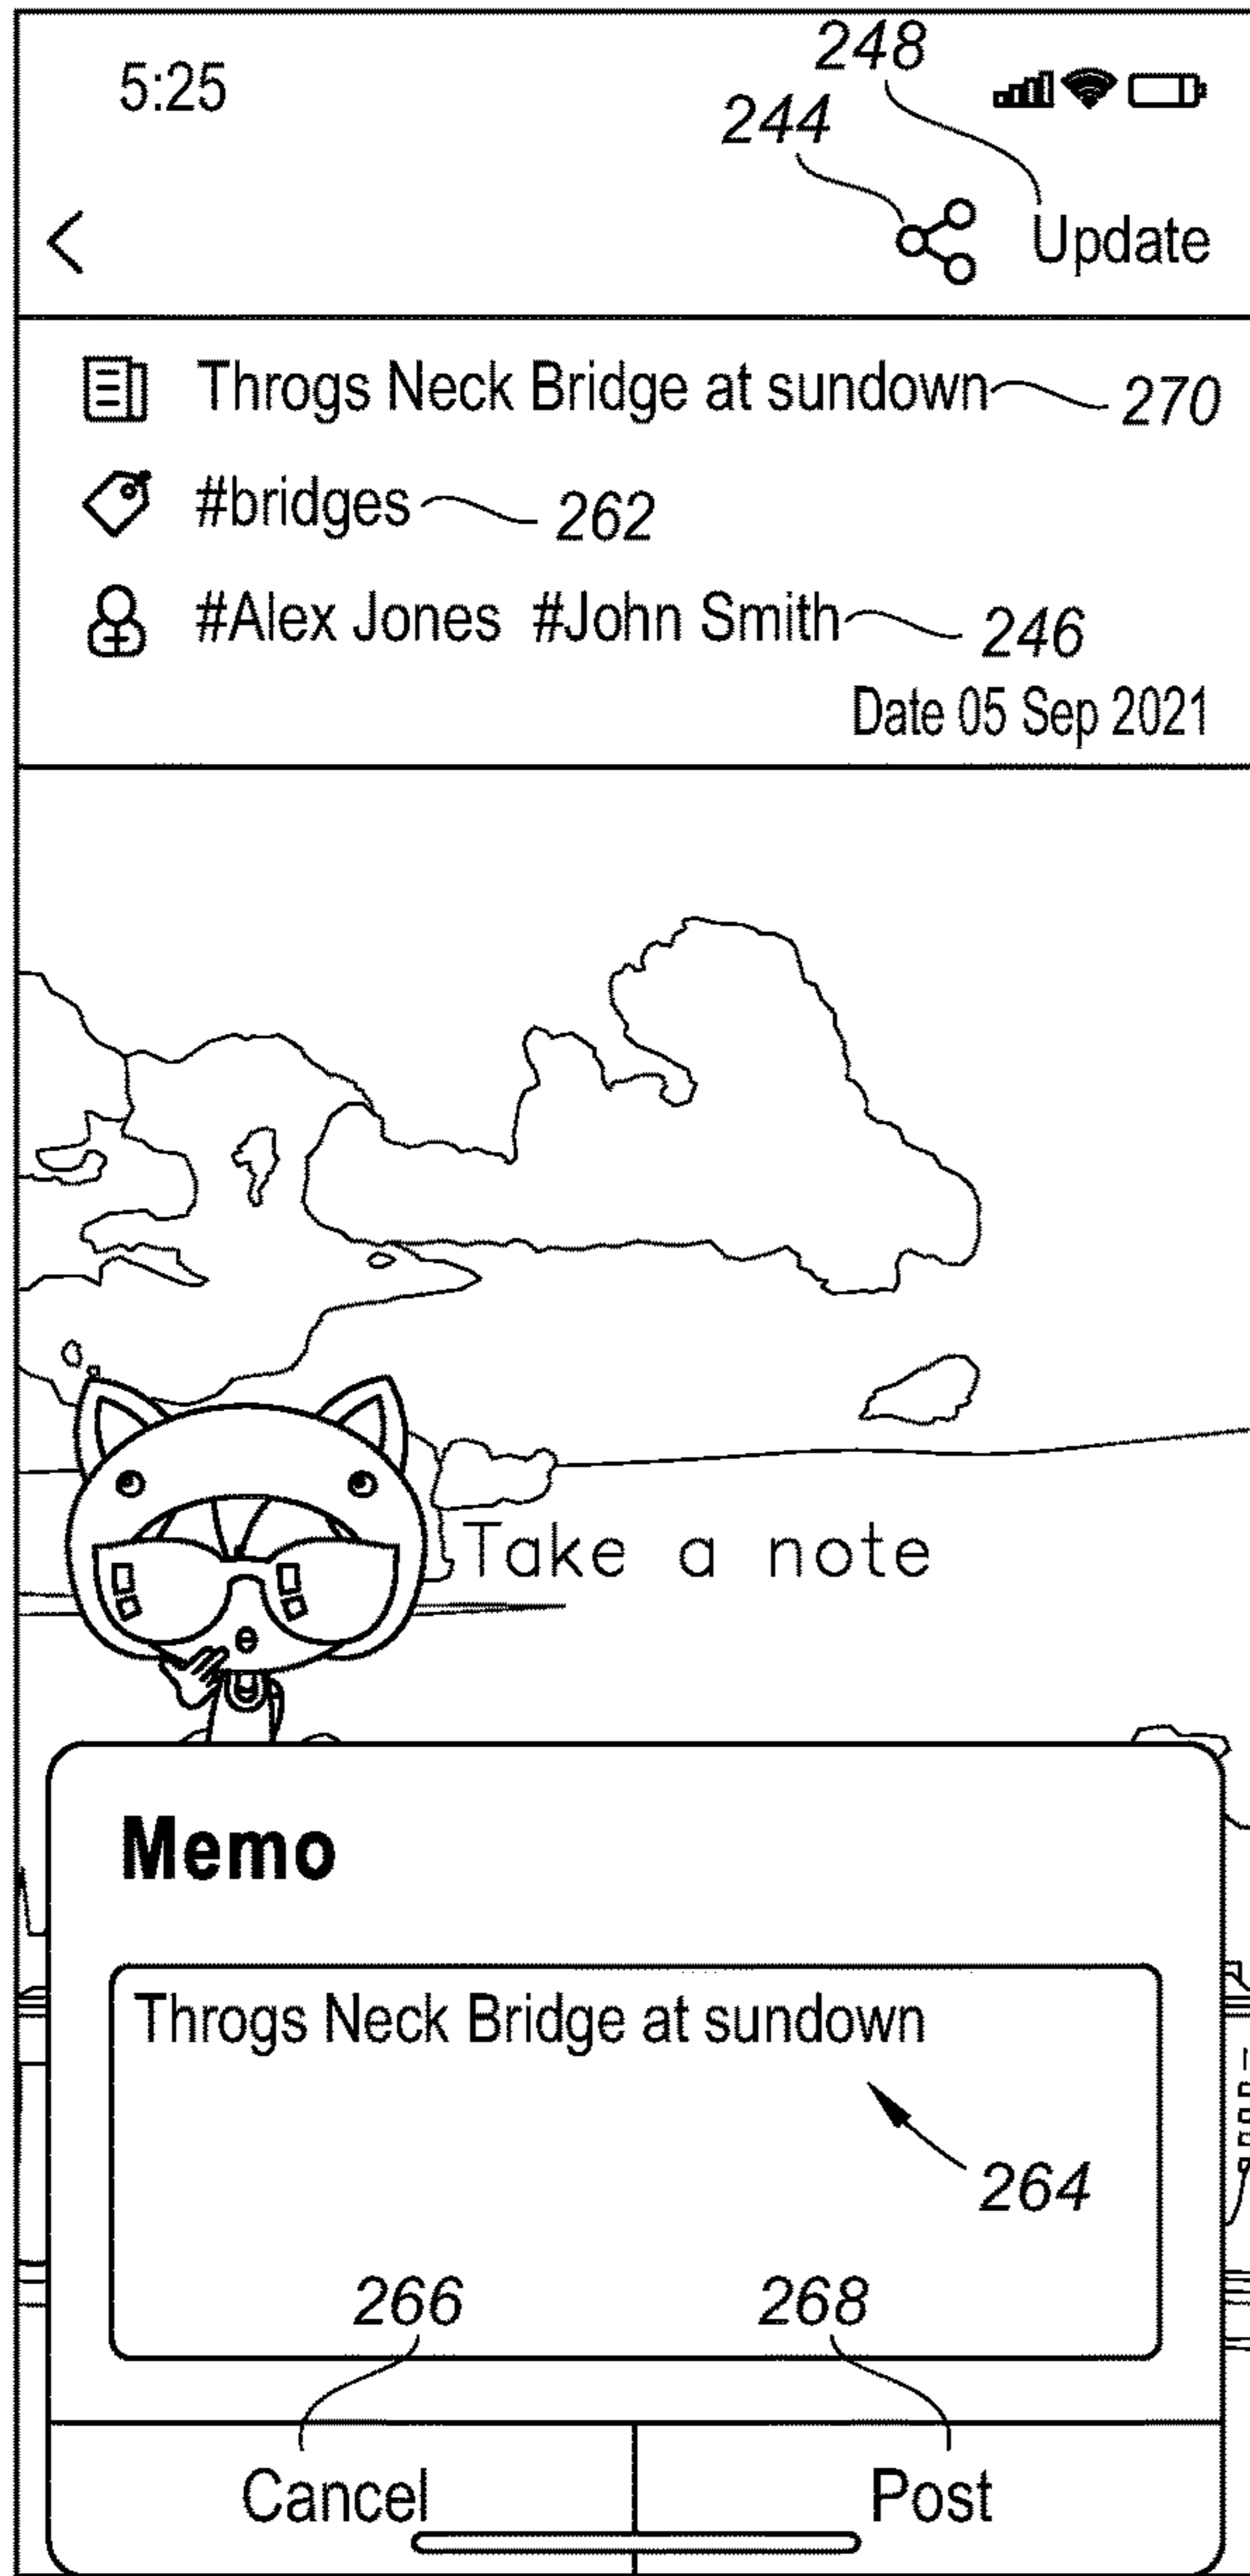 248
5:25
244
Update
Throgs Neck Bridge at sundown 270
#bridges 262
#Alex Jones #John Smith 246
Date 05 Sep 2021
Take a note
Memo
Throgs Neck Bridge at sundown
264
266 268
Cancel Post